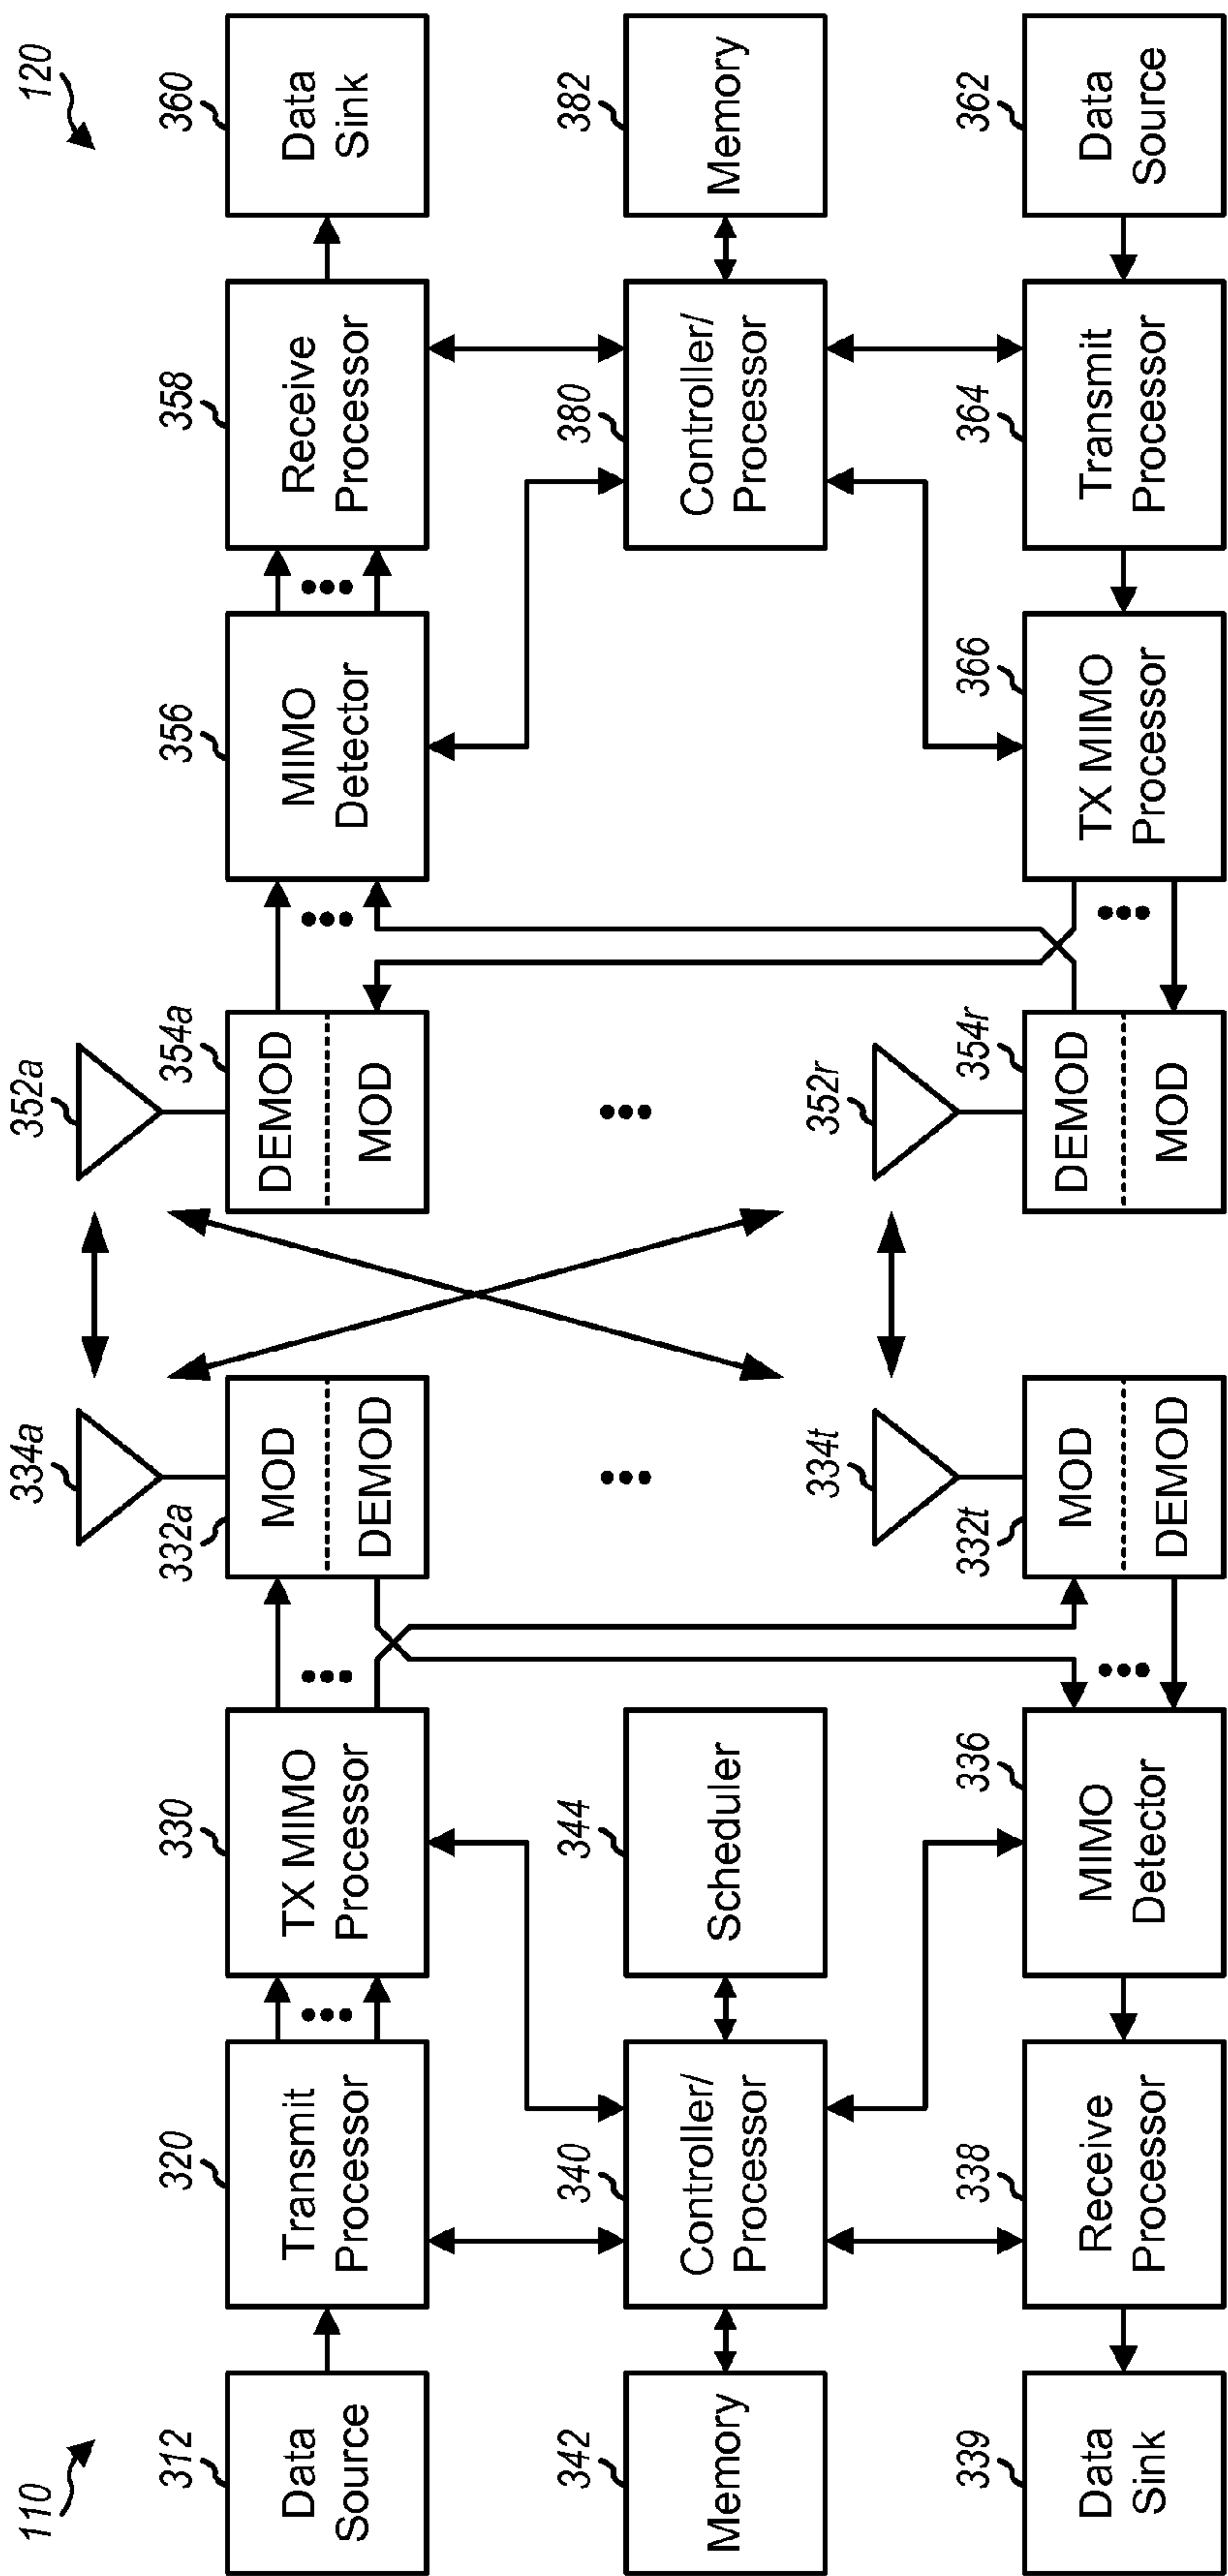 110
120
312
Data
Source
320
Transmit
Processor
330
TX MIMO
Processor
334a
332a
MOD
DEMOD
352a
354a
DEMOD
MOD
356
MIMO
Detector
358
Receive
Processor
360
Data
Sink
342
Memory
340
Controller/
Processor
344
Scheduler
380
Controller/
Processor
382
Memory
339
Data
Sink
338
Receive
Processor
336
MIMO
Detector
334t
332t
MOD
DEMOD
352r
354r
DEMOD
MOD
366
TX MIMO
Processor
364
Transmit
Processor
362
Data
Source